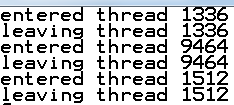 entered thread 1336
leaving thread 1336
entered thread 9464
leaving thread 9464
entered thread 1512
leaving thread 1512